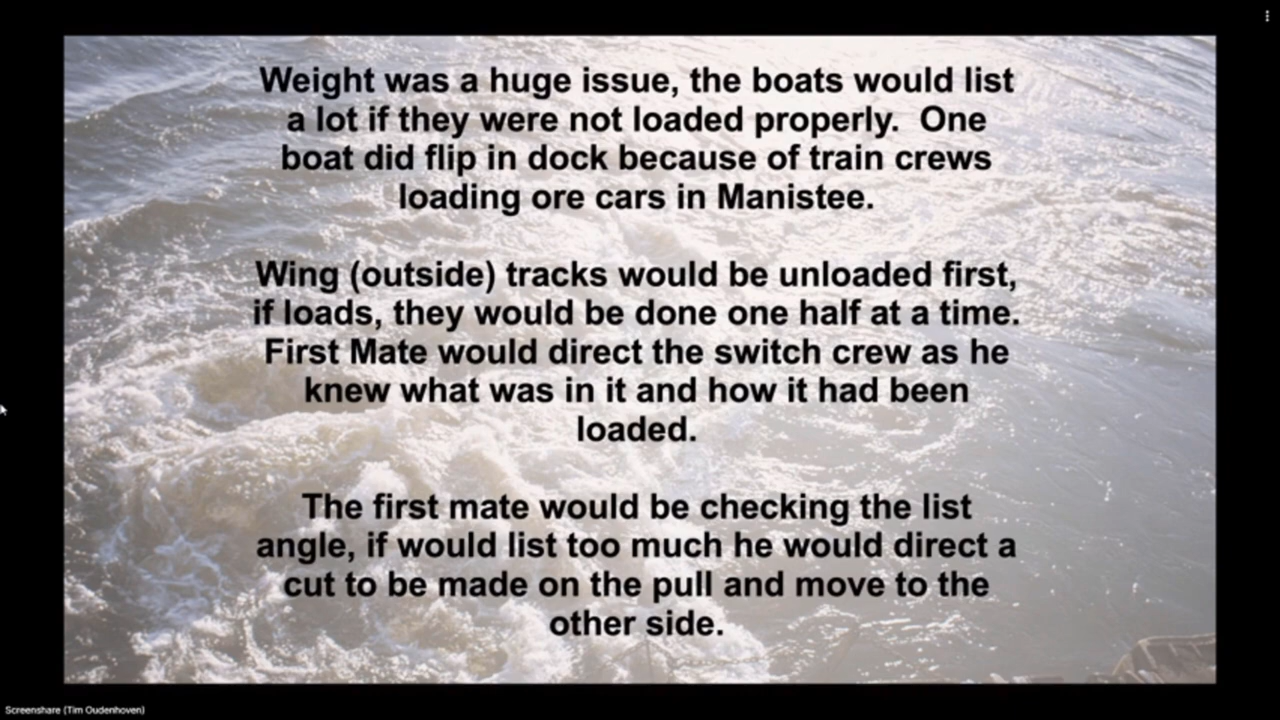 Weight was a huge issue, the boats would list
a lot if they were not loaded properly.  One
boat did flip in dock because of train crews
loading ore cars in Manistee.
Wing (outside) tracks would be unloaded first,
if loads, they would be done one half at a time.
First Mate would direct the switch crew as he
knew what was in it and how it had been
loaded.
The first mate would be checking the list
angle, if would list too much he would direct a
cut to be made on the pull and move to the
other side.
Screenshare (Tim Oudenhoven)